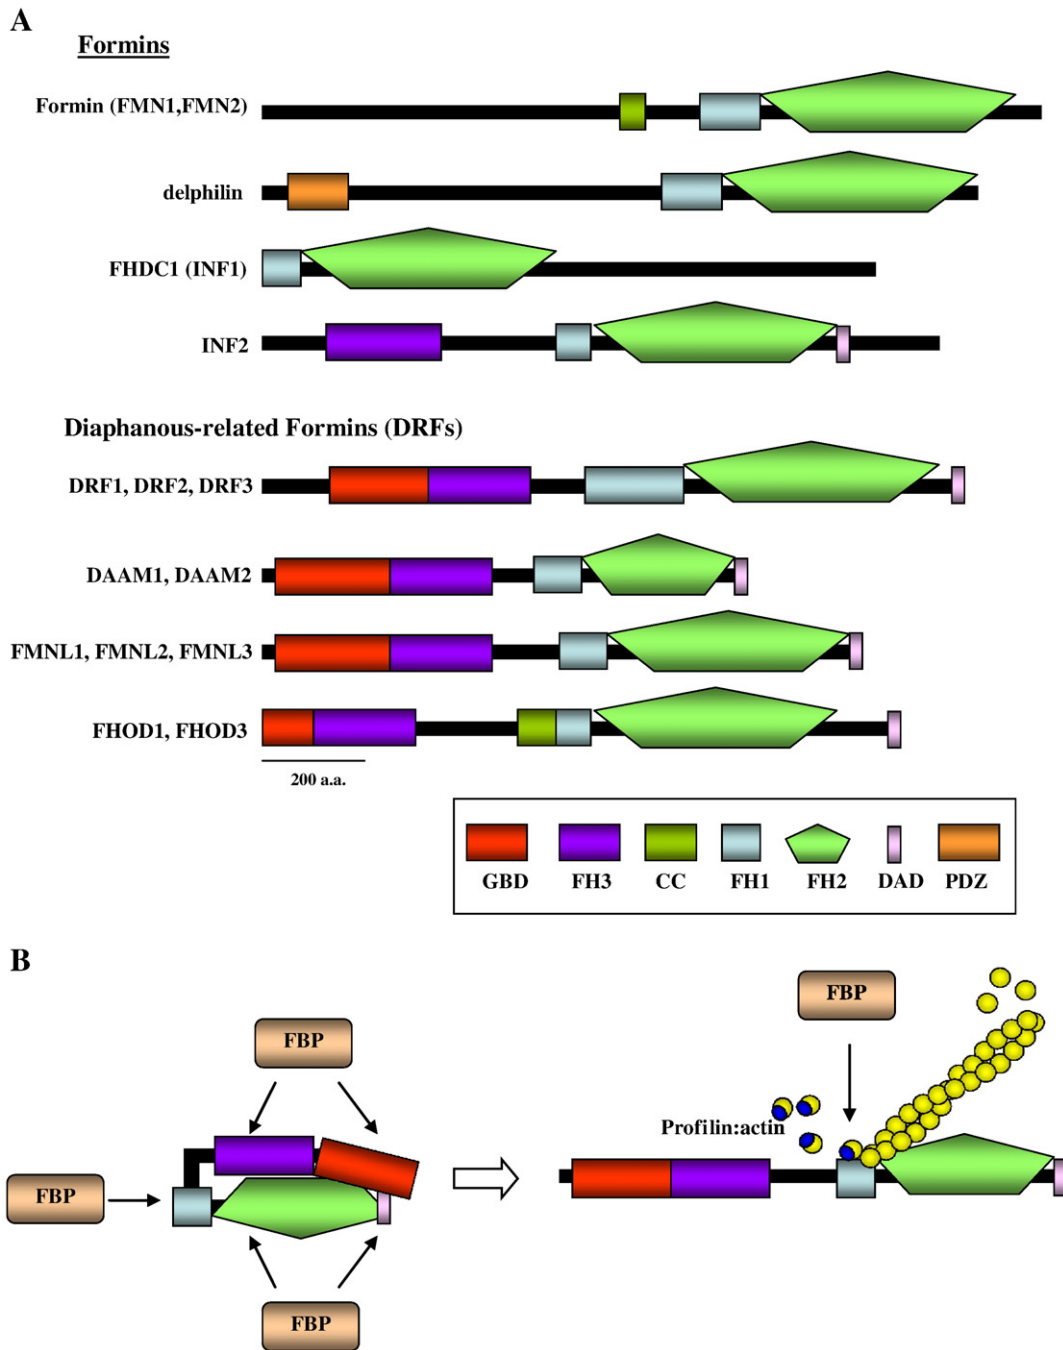 A
Formins
Formin (FMN1,FMN2)
delphilin
FHDC1 (INF1)
INF2
Diaphanous-related Formins (DRFs)
DRF1, DRF2, DRF3
DAAM1, DAAM2
FMNL1, FMNL2, FMNL3
FHOD1, FHOD3
200 a.a.
GBD FH3 CC FH1 FH2 DAD PDZ
B
FBP
FBP
Profilin:actin
FBP
FBP